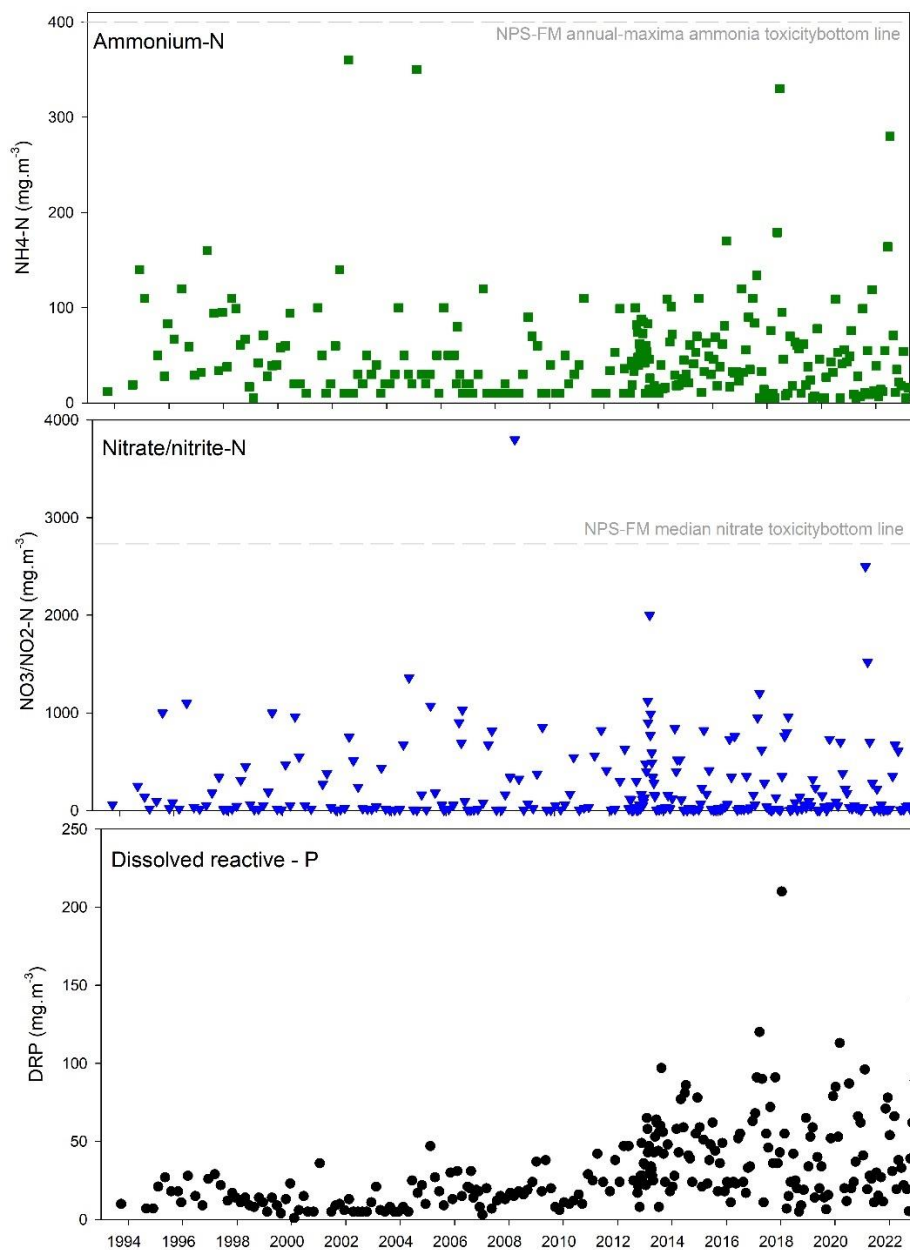 400
NPS-FM annual-maxima ammonia toxicitybottom line
Ammonium-N
300
NH4-N (mg.m-3)
200
100
0
4000
Nitrate/nitrite-N
3000
NPS-FM median nitrate toxicitybottom line
NO3/NO2-N (mg.m-3)
2000
1000
0
250
Dissolved reactive - P
200
150
DRP (mg.m-3)
100
50
0
1994 1996 1998 2000 2002 2004 2006 2008 2010 2012 2014 2016 2018 2020 2022